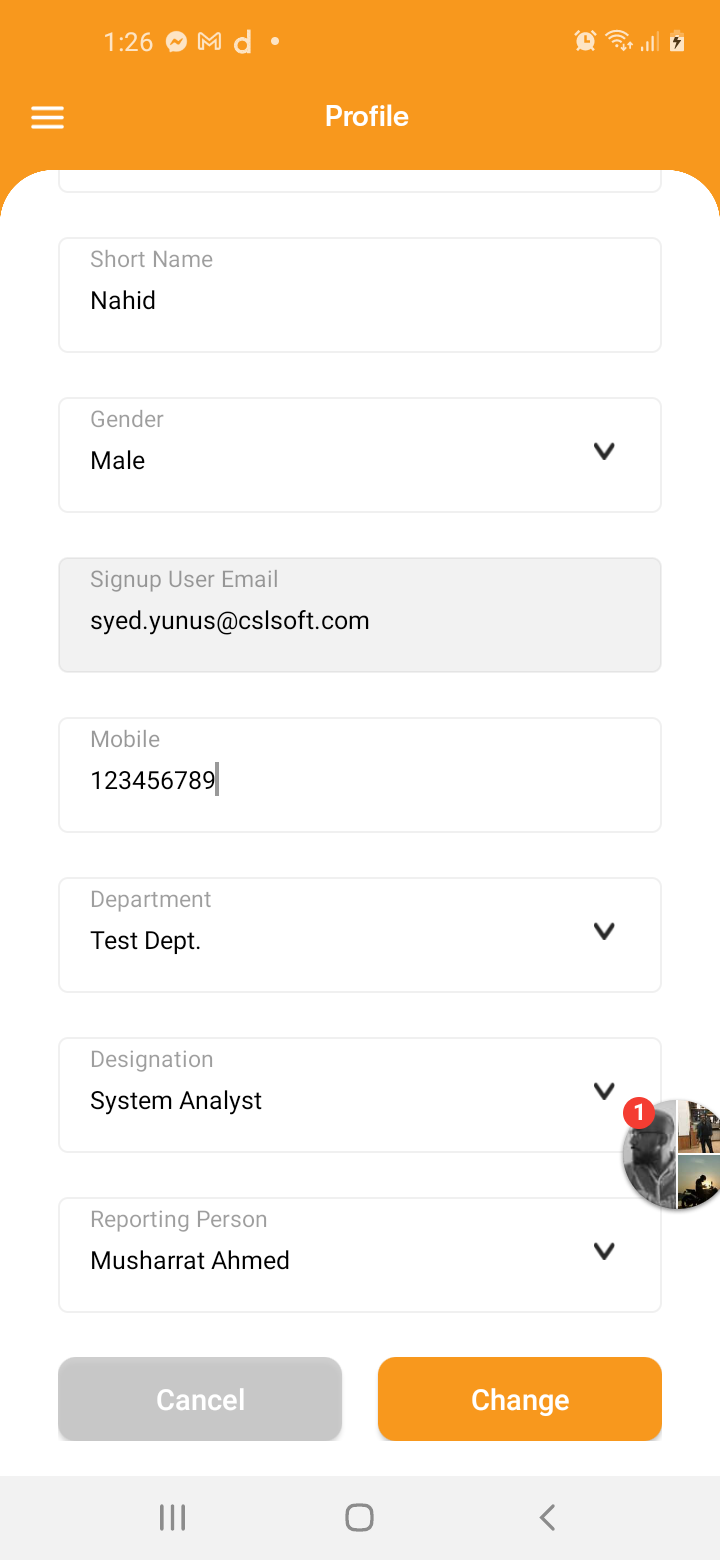 1:26
Profile
Short Name
Nahid
Gender
Male
Signup User Email
syed.yunus@cslsoft.com
Mobile
123456789
Department
Test Dept.
Designation
System Analyst
1
Reporting Person
Musharrat Ahmed
Cancel
Change